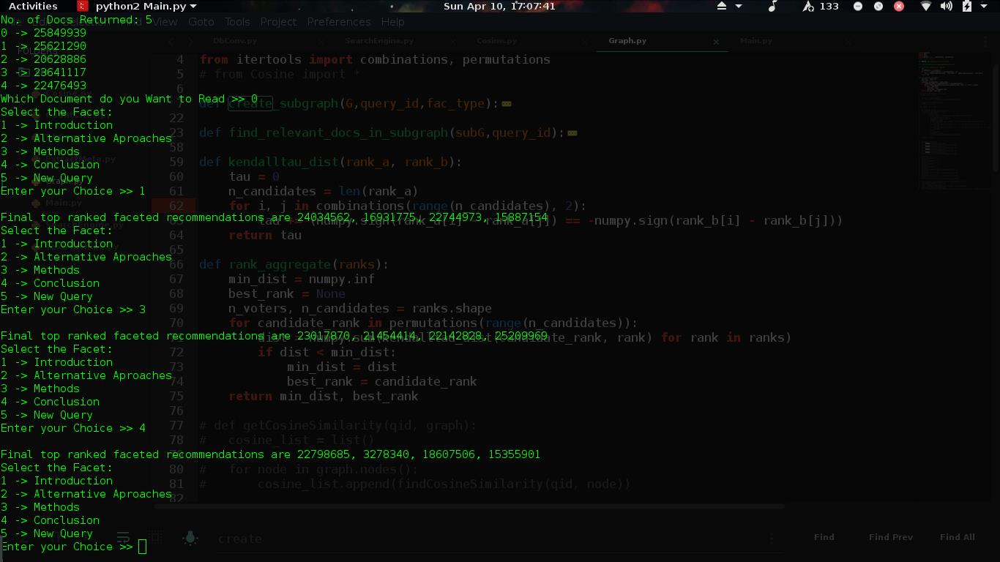 Activities python2 Main.py Sun Apr 10, 17:07:41 133
No. of Docs Returned: 5
View Goto Tools Project Preferences Help
0 -> 25849939
1 -> 25621290
2 -> 20628886
3 -> 23641117
4 -> 22476493
Which Document do you Want to Read >> 0
Select the Facet:
1 -> Introduction
2 -> Alternative Aproaches
3 -> Methods
4 -> Conclusion
5 -> New Query
Enter your Choice >> 1
Final top ranked faceted recommendations are 24034562, 16931775, 22744973, 15887154
Select the Facet:
1 -> Introduction
2 -> Alternative Aproaches
3 -> Methods
4 -> Conclusion
5 -> New Query
Enter your Choice >> 3
Final top ranked faceted recommendations are 23017870, 21454414, 22142828, 25209969
Select the Facet:
1 -> Introduction
2 -> Alternative Aproaches
3 -> Methods
4 -> Conclusion
5 -> New Query
Enter your Choice >> 4
Final top ranked faceted recommendations are 22798685, 3278340, 18607506, 15355901
Select the Facet:
1 -> Introduction
2 -> Alternative Aproaches
3 -> Methods
4 -> Conclusion
5 -> New Query
Enter your Choice >>
FOLDERS
Main.py
DbConv.py SearchEngine.py Cosine.py Graph.py × Main.py
4 from itertools import combinations, permutations
5 # from Cosine import *
6
7 def create_subgraph(G,query_id,fac_type):
22
23 def find_relevant_docs_in_subgraph(subG,query_id):
58
59 def kendalltau_dist(rank_a, rank_b):
60 tau = 0
61 n_candidates = len(rank_a)
62 for i, j in combinations(range(n_candidates), 2):
63 tau += (numpy.sign(rank_a[i] - rank_a[j]) == -numpy.sign(rank_b[i] - rank_b[j]))
64 return tau
65
66 def rank_aggregate(ranks):
67 min_dist = numpy.inf
68 best_rank = None
69 n_voters, n_candidates = ranks.shape
70 for candidate_rank in permutations(range(n_candidates)):
71 dist = numpy.sum(kendalltau_dist(candidate_rank, rank) for rank in ranks)
72 if dist < min_dist:
73 min_dist = dist
74 best_rank = candidate_rank
75 return min_dist, best_rank
76
77 # def getCosineSimilarity(qid, graph):
78 # cosine_list = list()
80 # for node in graph.nodes():
81 # cosine_list.append(findCosineSimilarity(qid, node))
82
create Find Find Prev Find All